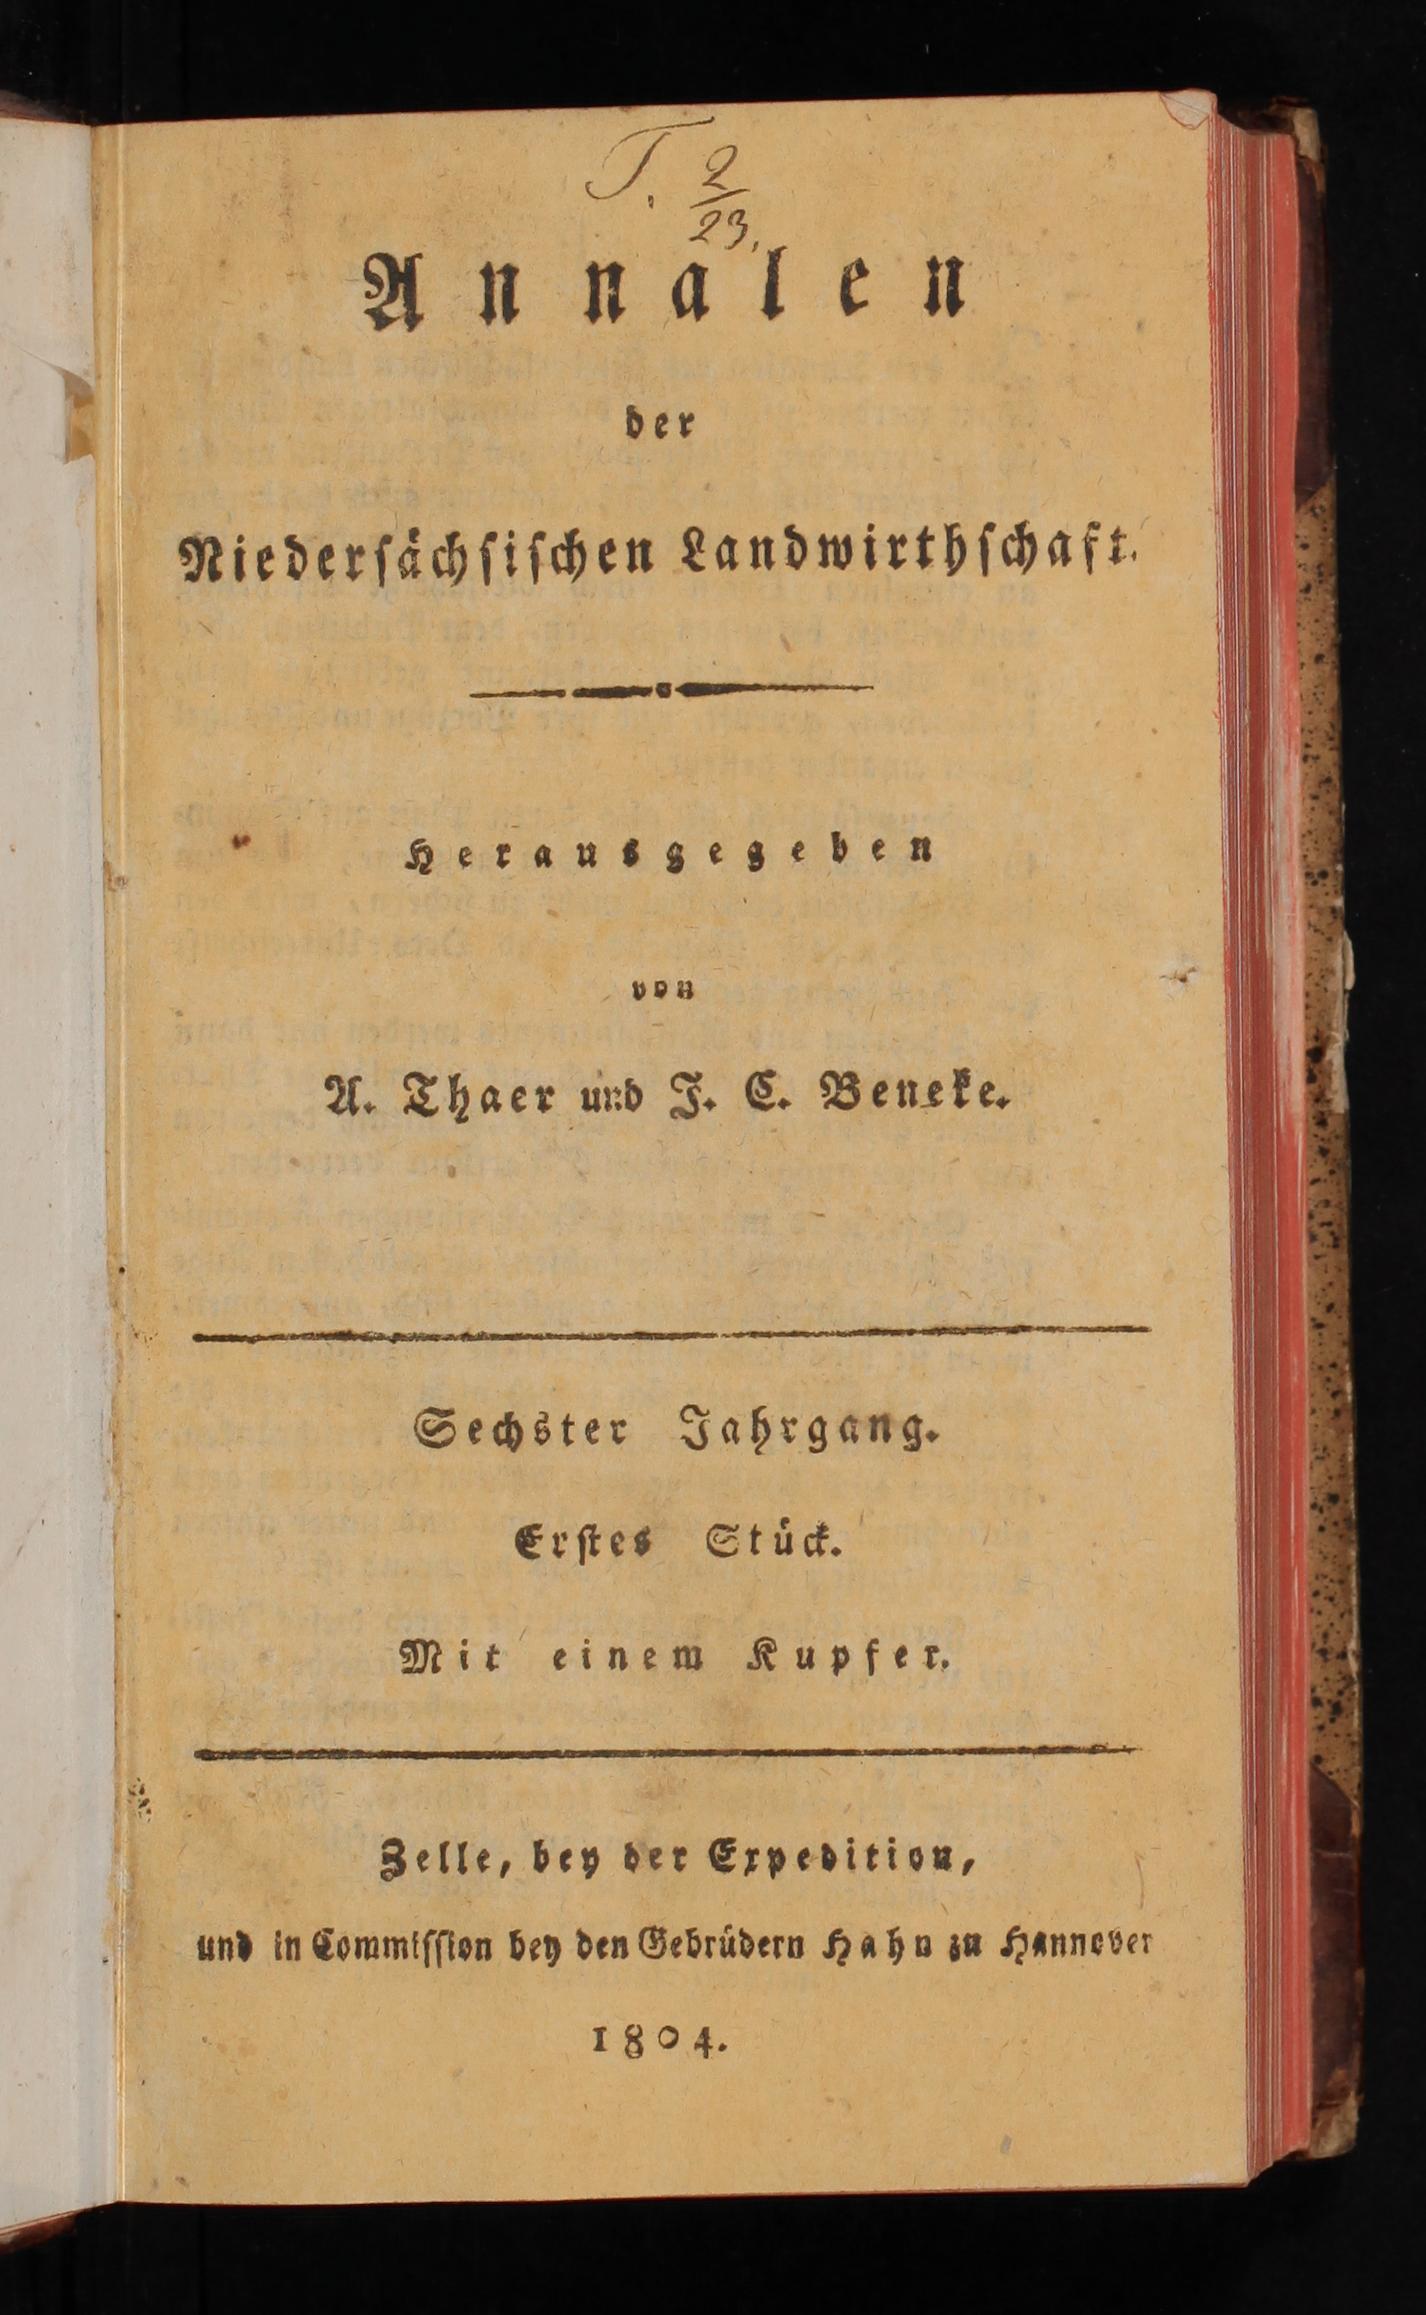 T. 2/23.
Annalen
der
Niedersächsischen Landwirthschaft.
Herausgegeben
von
A. Thaer und J. C. Beneke.
Sechster Jahrgang.
Erstes Stück.
Mit einem Kupfer.
Zelle, bey der Expedition,
und in Commission bey den Gebrüdern Hahn zu Hannover
1804.